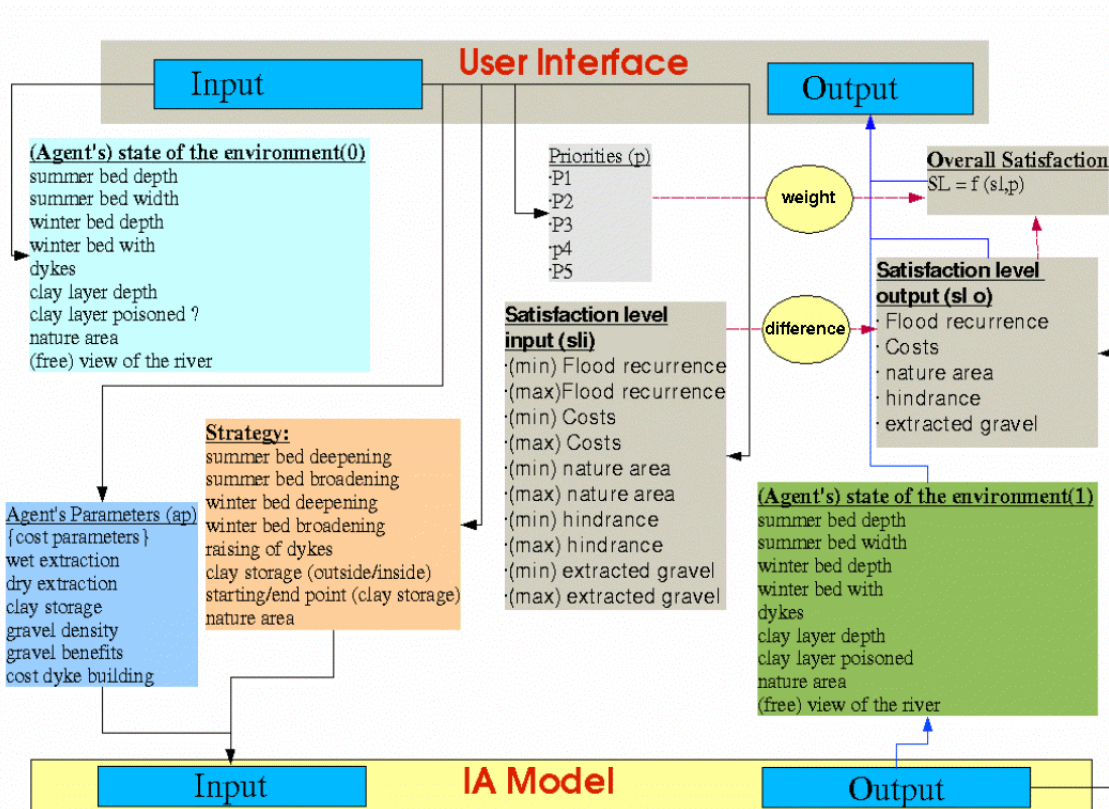 User Interface
Input
Output
(Agent's) state of the environment(0)
summer bed depth
summer bed width
winter bed depth
winter bed with
dykes
clay layer depth
clay layer poisoned ?
nature area
(free) view of the river
Priorities (p)
·P1
·P2
·P3
·p4
·P5
weight
Overall Satisfaction
SL = f (sl,p)
Satisfaction level
input (sli)
·(min) Flood recurrence
·(max)Flood recurrence
·(min) Costs
·(max) Costs
·(min) nature area
·(max) nature area
·(min) hindrance
·(max) hindrance
·(min) extracted gravel
·(max) extracted gravel
difference
Satisfaction level
output (sl o)
· Flood recurrence
· Costs
· nature area
· hindrance
· extracted gravel
Strategy:
summer bed deepening
summer bed broadening
winter bed deepening
winter bed broadening
raising of dykes
clay storage (outside/inside)
starting/end point (clay storage)
nature area
Agent's Parameters (ap)
{cost parameters}
wet extraction
dry extraction
clay storage
gravel density
gravel benefits
cost dyke building
(Agent's) state of the environment(1)
summer bed depth
summer bed width
winter bed depth
winter bed with
dykes
clay layer depth
clay layer poisoned
nature area
(free) view of the river
Input
IA Model
Output